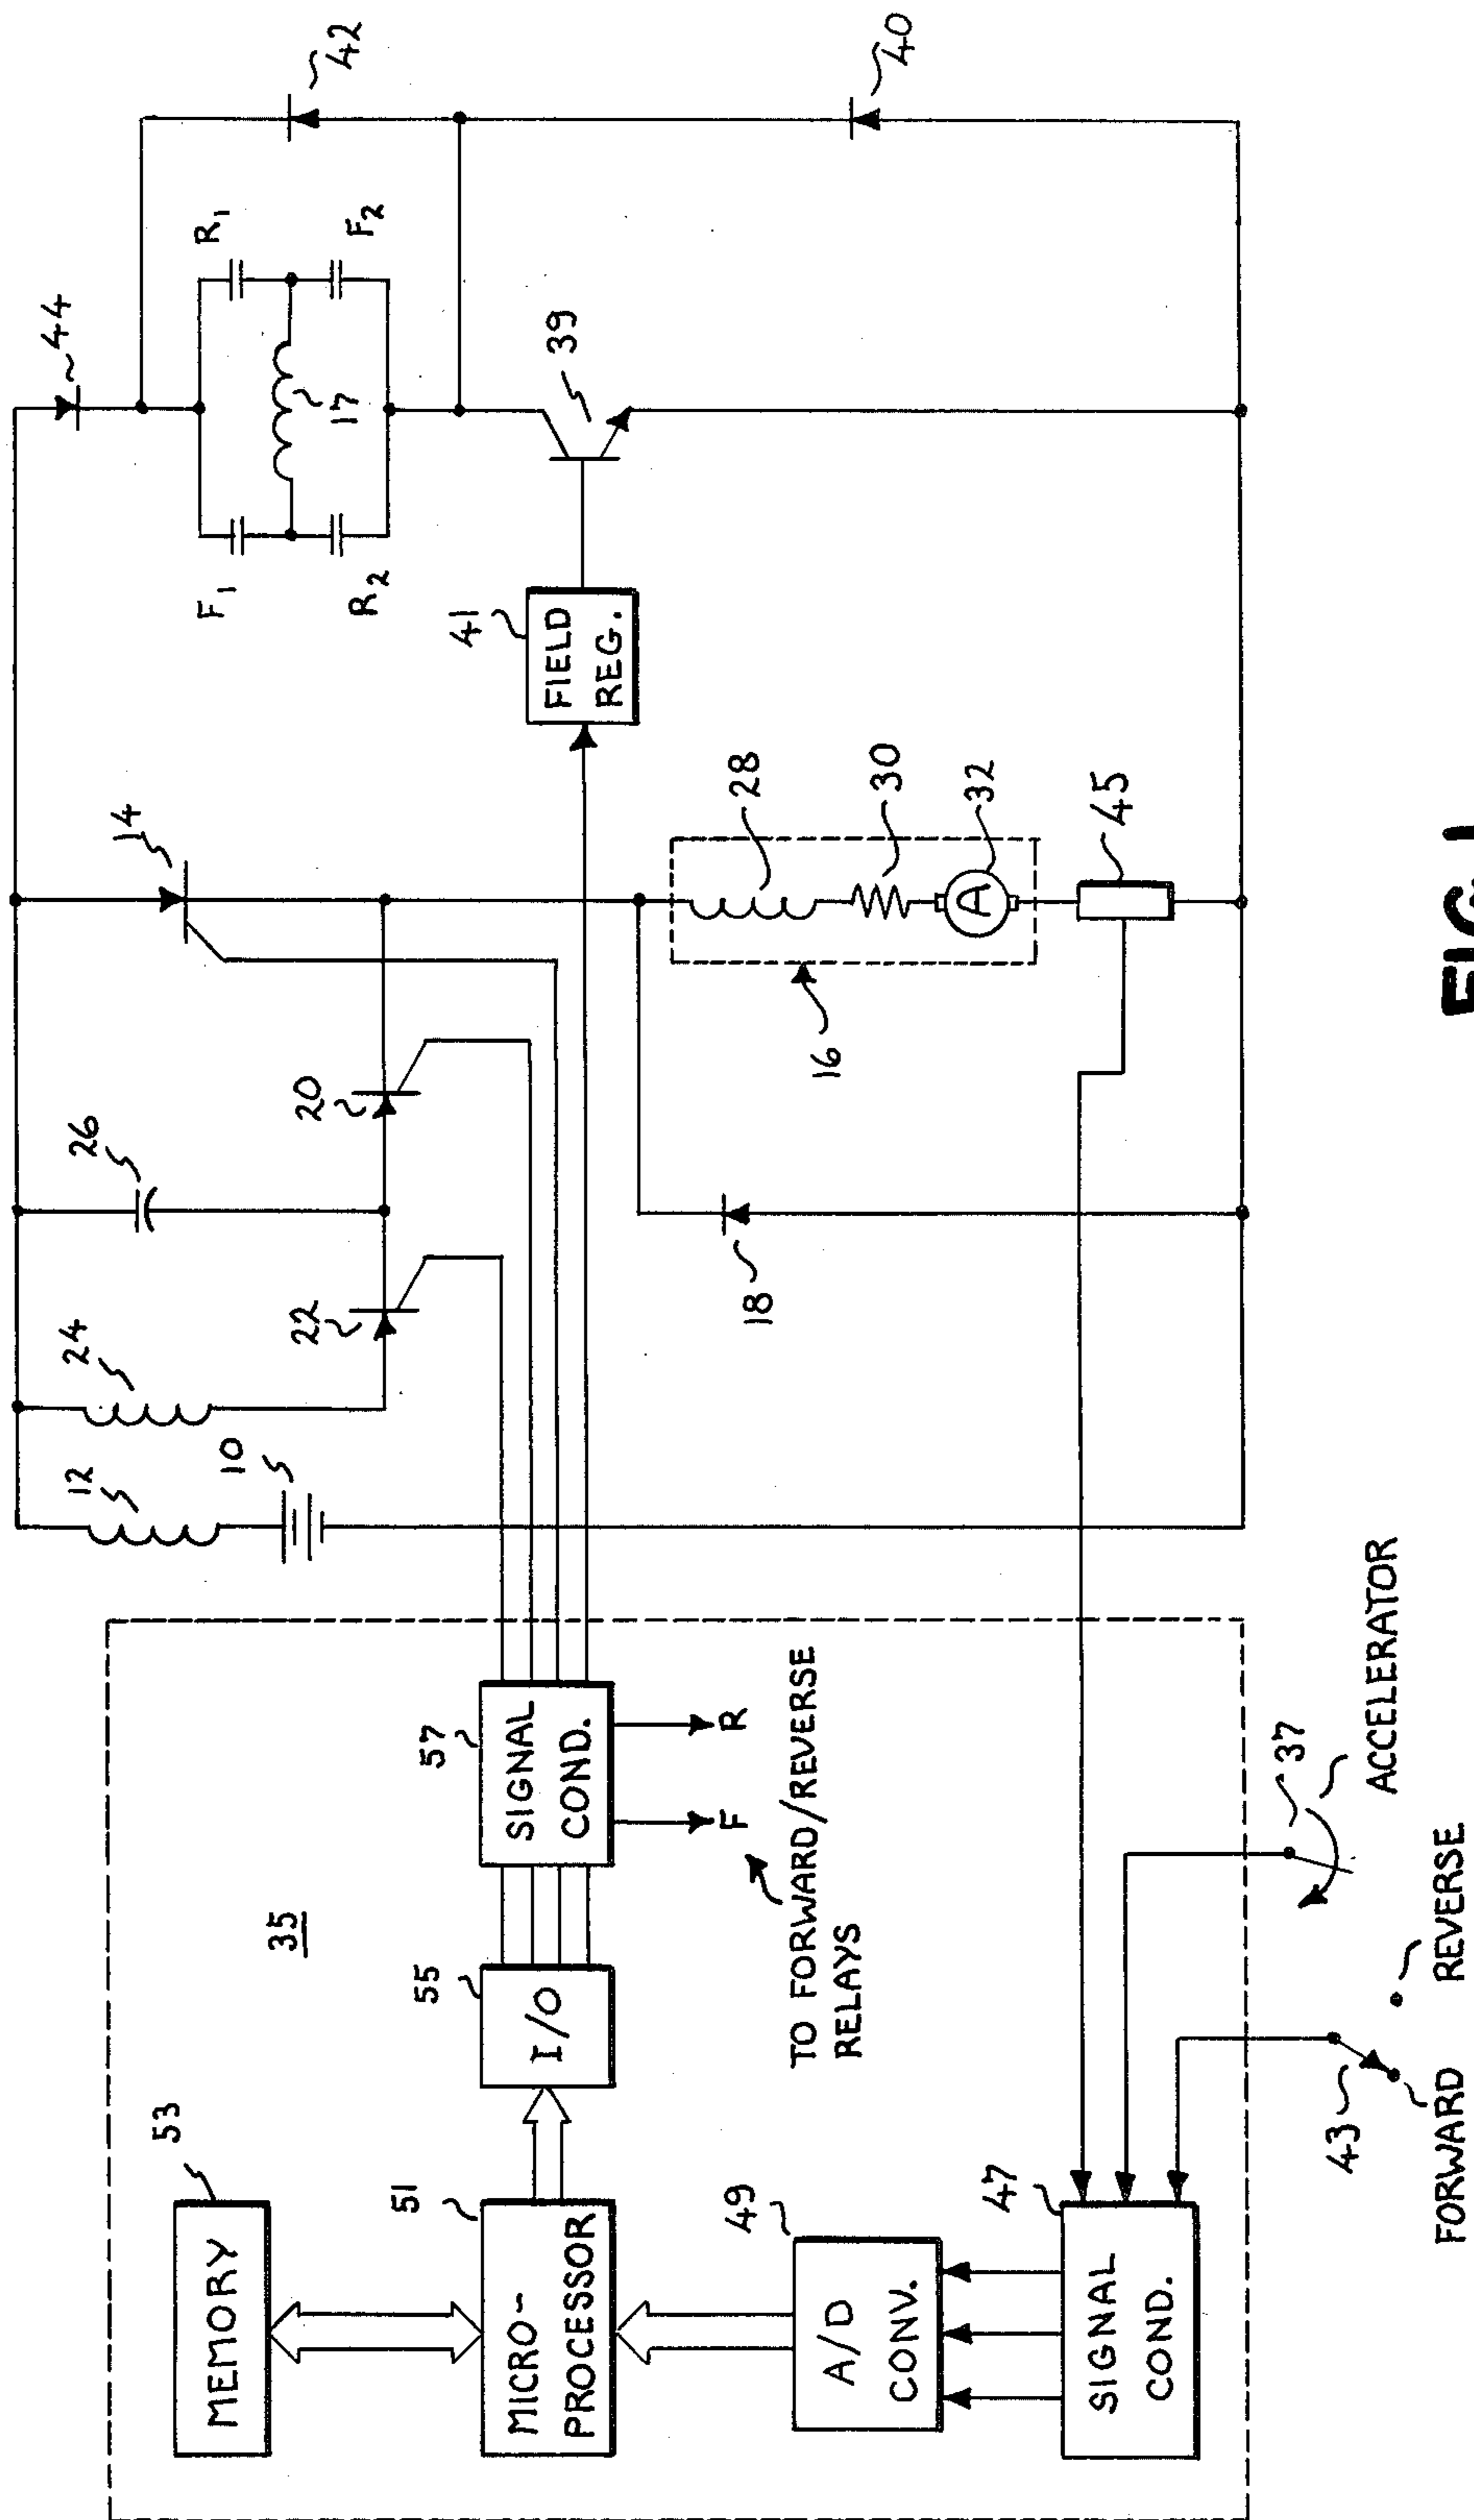 42
40
R1
F2
44
17
39
F1
R2
41
FIELD
REG.
14
28
30
32
A
45
16
20
26
22
24
12
10
18
57
SIGNAL
COND.
R
F
TO FORWARD/REVERSE
RELAYS
35
55
I/O
53
MEMORY
51
MICRO-
PROCESSOR
49
A/D
CONV.
47
SIGNAL
COND.
37
ACCELERATOR
43
FORWARD
REVERSE
FIG. 1